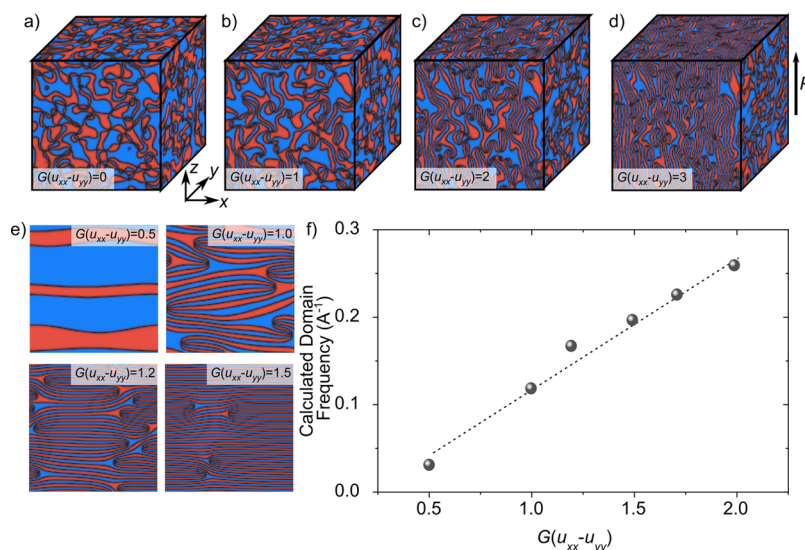 a)
b)
c)
d)
G(uxx-uyy)=0
G(uxx-uyy)=1
G(uxx-uyy)=2
G(uxx-uyy)=3
z
y
x
e)
G(uxx-uyy)=0.5
G(uxx-uyy)=1.0
G(uxx-uyy)=1.2
G(uxx-uyy)=1.5
f)
Calculated Domain
Frequency (A-1)
0.3
0.2
0.1
0.0
0.5
1.0
1.5
2.0
G(uxx-uyy)